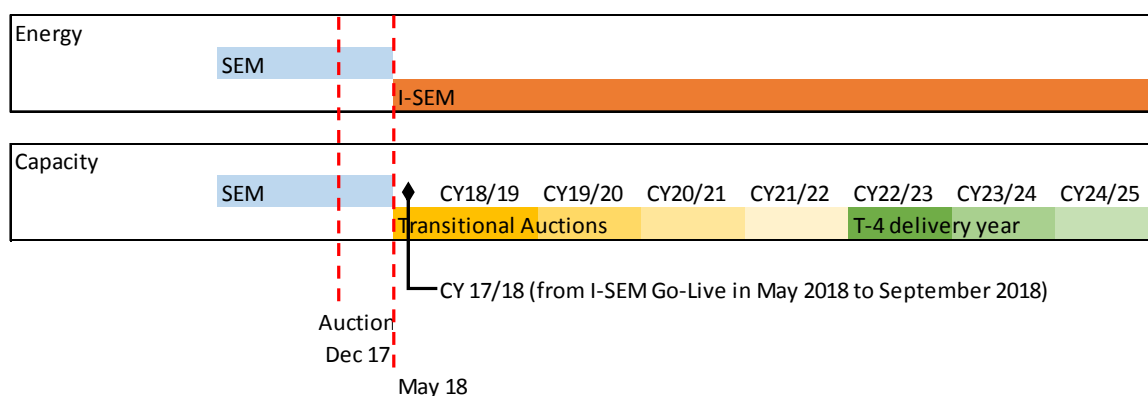 Energy
SEM
I-SEM
Capacity
SEM
CY18/19 CY19/20 CY20/21 CY21/22 CY22/23 CY23/24 CY24/25
Transitional Auctions T-4 delivery year
CY 17/18 (from I-SEM Go-Live in May 2018 to September 2018)
Auction
Dec 17
May 18